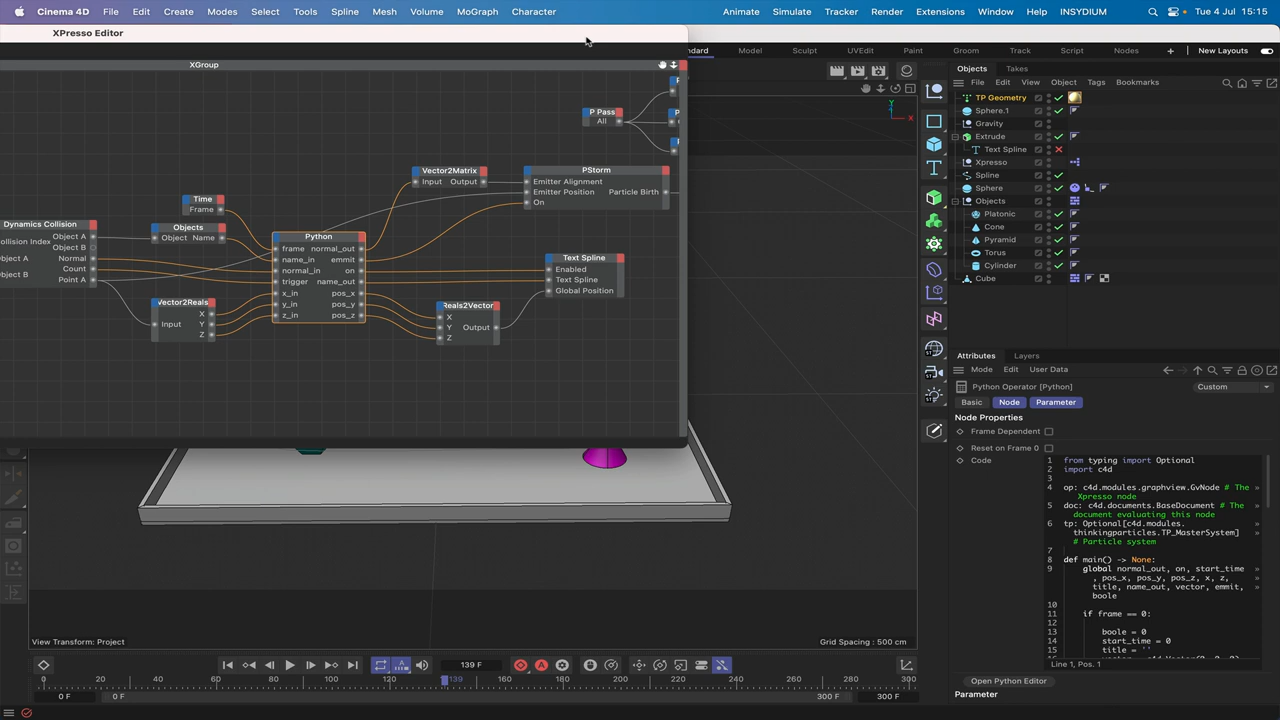 Cinema 4D File Edit Create Modes Select Tools Spline Mesh Volume MoGraph Character Animate Simulate Tracker Render Extensions Window Help INSYDIUM Tue 4 Jul 15:15
XPresso Editor
dard Model Sculpt UVEdit Paint Groom Track Script Nodes + New Layouts
XGroup
Objects Takes
File Edit View Object Tags Bookmarks
TP Geometry
Sphere.1
Gravity
Extrude
Text Spline
Xpresso
Spline
Sphere
Objects
Platonic
Cone
Pyramid
Torus
Cylinder
Cube
P Pass
All
Vector2Matrix
Input Output
PStorm
Emitter Alignment
Emitter Position Particle Birth
On
Time
Frame
Objects
Object Name
Dynamics Collision
Object A
ollision Index
Object B
bject A Normal
Count
bject B
Point A
Python
frame normal_out
name_in emit
normal_in on
trigger name_out
x_in pos_x
y_in pos_y
z_in pos_z
Text Spline
Enabled
Text Spline
Global Position
Vector2Reals
X
Input Y
Z
Reals2Vector
X
Y Output
Z
Attributes Layers
Mode Edit User Data
Python Operator [Python] Custom
Basic Node Parameter
Node Properties
Frame Dependent
Reset on Frame 0
Code
1 from typing import Optional
2 import c4d
3
4 op: c4d.modules.graphview.GvNode # The »
Xpresso node
5 doc: c4d.documents.BaseDocument # The »
document evaluating this node
6 tp: Optional[c4d.modules. »
thinkingparticles.TP_MasterSystem] »
# Particle system
7
8 def main() -> None:
9 global normal_out, on, start_time »
, pos_x, pos_y, pos_z, x, z, »
title, name_out, vector, emit, »
boole
10
11 if frame == 0:
12
13 boole = 0
14 start_time = 0
15 title = ''
Line 1, Pos. 1
Open Python Editor
Parameter
View Transform: Project Grid Spacing : 500 cm
139 F
0 20 40 60 80 100 120 139 160 180 200 220 240 260 280 300
0 F 0 F 300 F 300 F